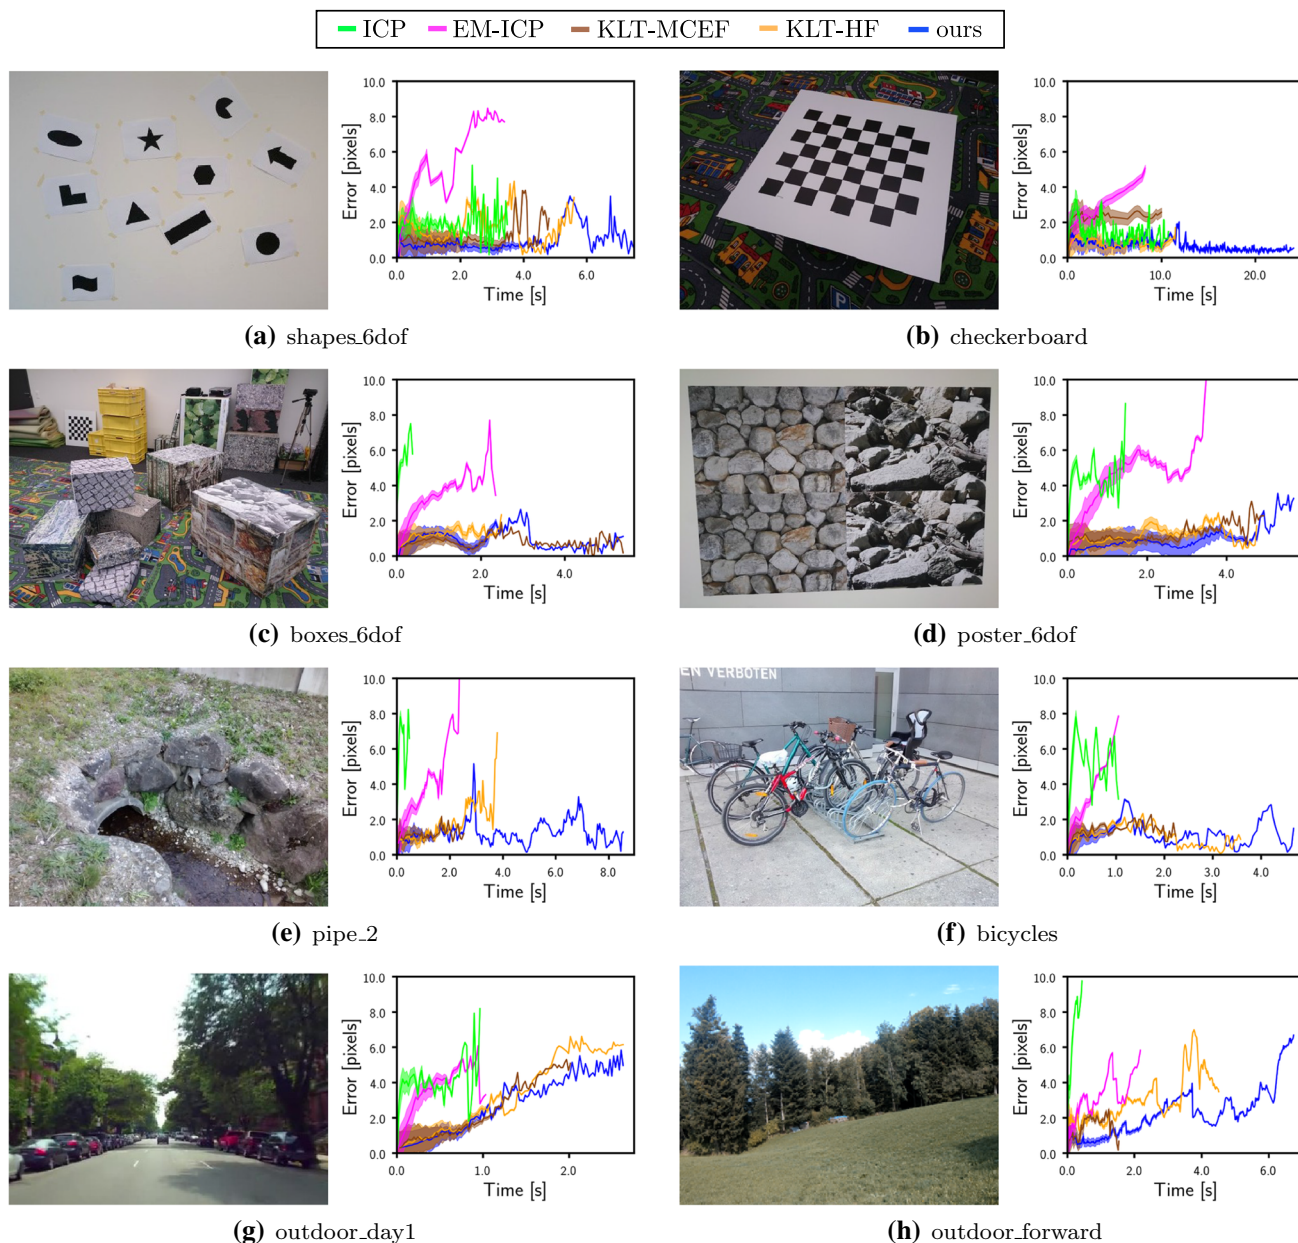 ICP EM-ICP KLT-MCEF KLT-HF ours
10.0
8.0
6.0
4.0
2.0
0.0
Error [pixels]
0.0 2.0 4.0 6.0
Time [s]
(a) shapes_6dof
10.0
8.0
6.0
4.0
2.0
0.0
Error [pixels]
0.0 10.0 20.0
Time [s]
(b) checkerboard
10.0
8.0
6.0
4.0
2.0
0.0
Error [pixels]
0.0 2.0 4.0
Time [s]
(c) boxes_6dof
10.0
8.0
6.0
4.0
2.0
0.0
Error [pixels]
0.0 2.0 4.0
Time [s]
(d) poster_6dof
10.0
8.0
6.0
4.0
2.0
0.0
Error [pixels]
0.0 2.0 4.0 6.0 8.0
Time [s]
(e) pipe_2
EN VERBOTEN
10.0
8.0
6.0
4.0
2.0
0.0
Error [pixels]
0.0 1.0 2.0 3.0 4.0
Time [s]
(f) bicycles
10.0
8.0
6.0
4.0
2.0
0.0
Error [pixels]
0.0 1.0 2.0
Time [s]
(g) outdoor_day1
10.0
8.0
6.0
4.0
2.0
0.0
Error [pixels]
0.0 2.0 4.0 6.0
Time [s]
(h) outdoor_forward